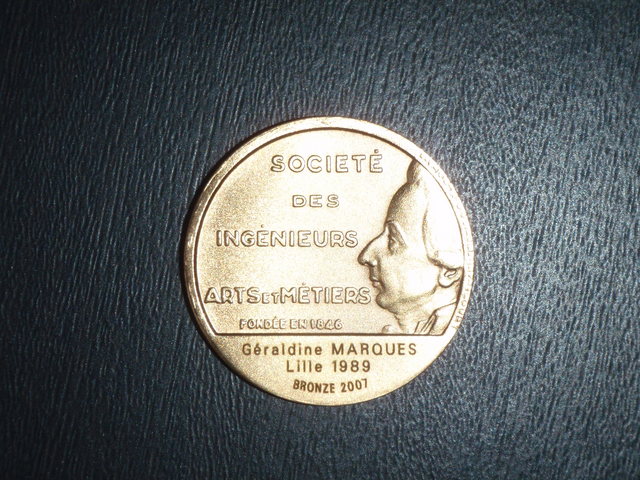 SOCIETÉ
DES
INGÉNIEURS
ARTS ET MÉTIERS
FONDÉE EN 1846
Géraldine MARQUES
Lille 1989
BRONZE 2007